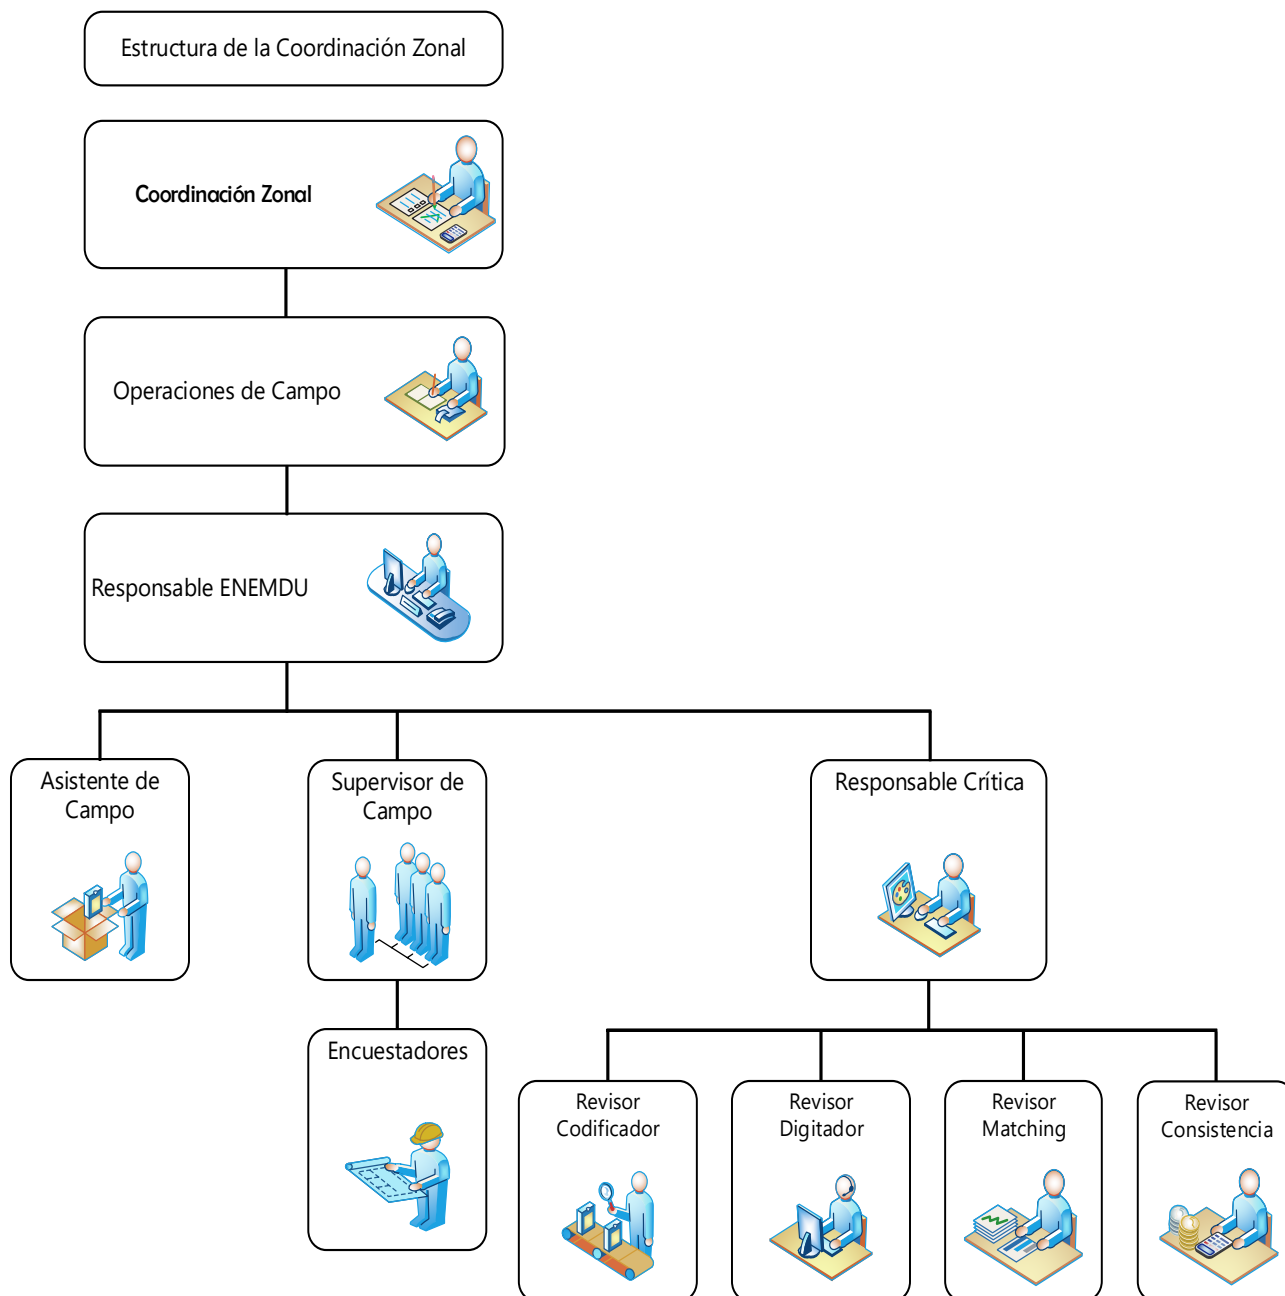 Estructura de la Coordinación Zonal
Coordinación Zonal
Operaciones de Campo
Responsable ENEMDU
Asistente de
Campo
Supervisor de
Campo
Responsable Crítica
Encuestadores
Revisor
Codificador
Revisor
Digitador
Revisor
Matching
Revisor
Consistencia